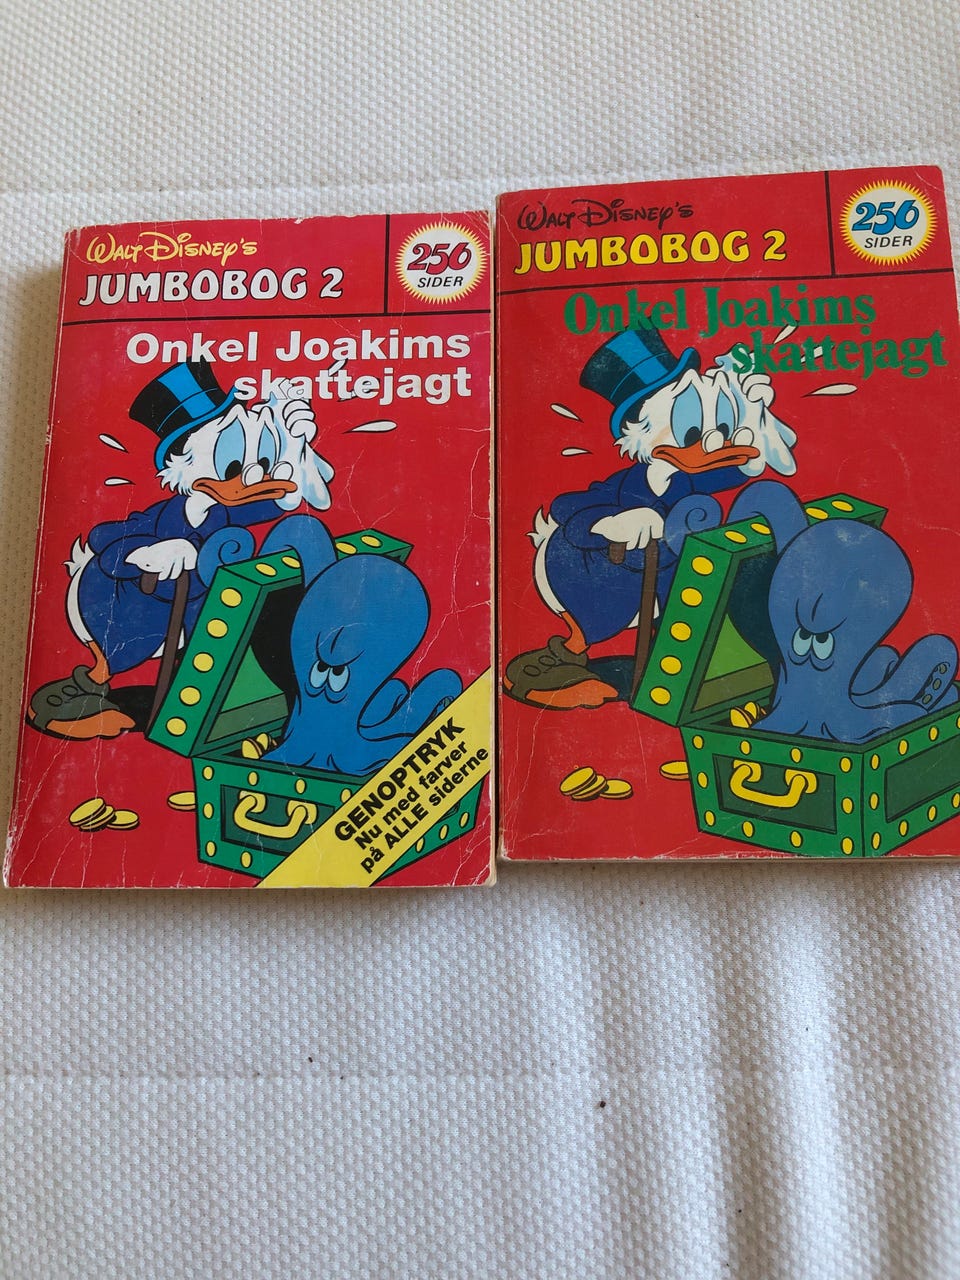 Walt Disney's
JUMBOBOG 2
256
SIDER
Onkel Joakims
skattejagt
GENOPTRYK
Nu med farver
på ALLE siderne
Walt Disney's
JUMBOBOG 2
256
SIDER
Onkel Joakims
skattejagt